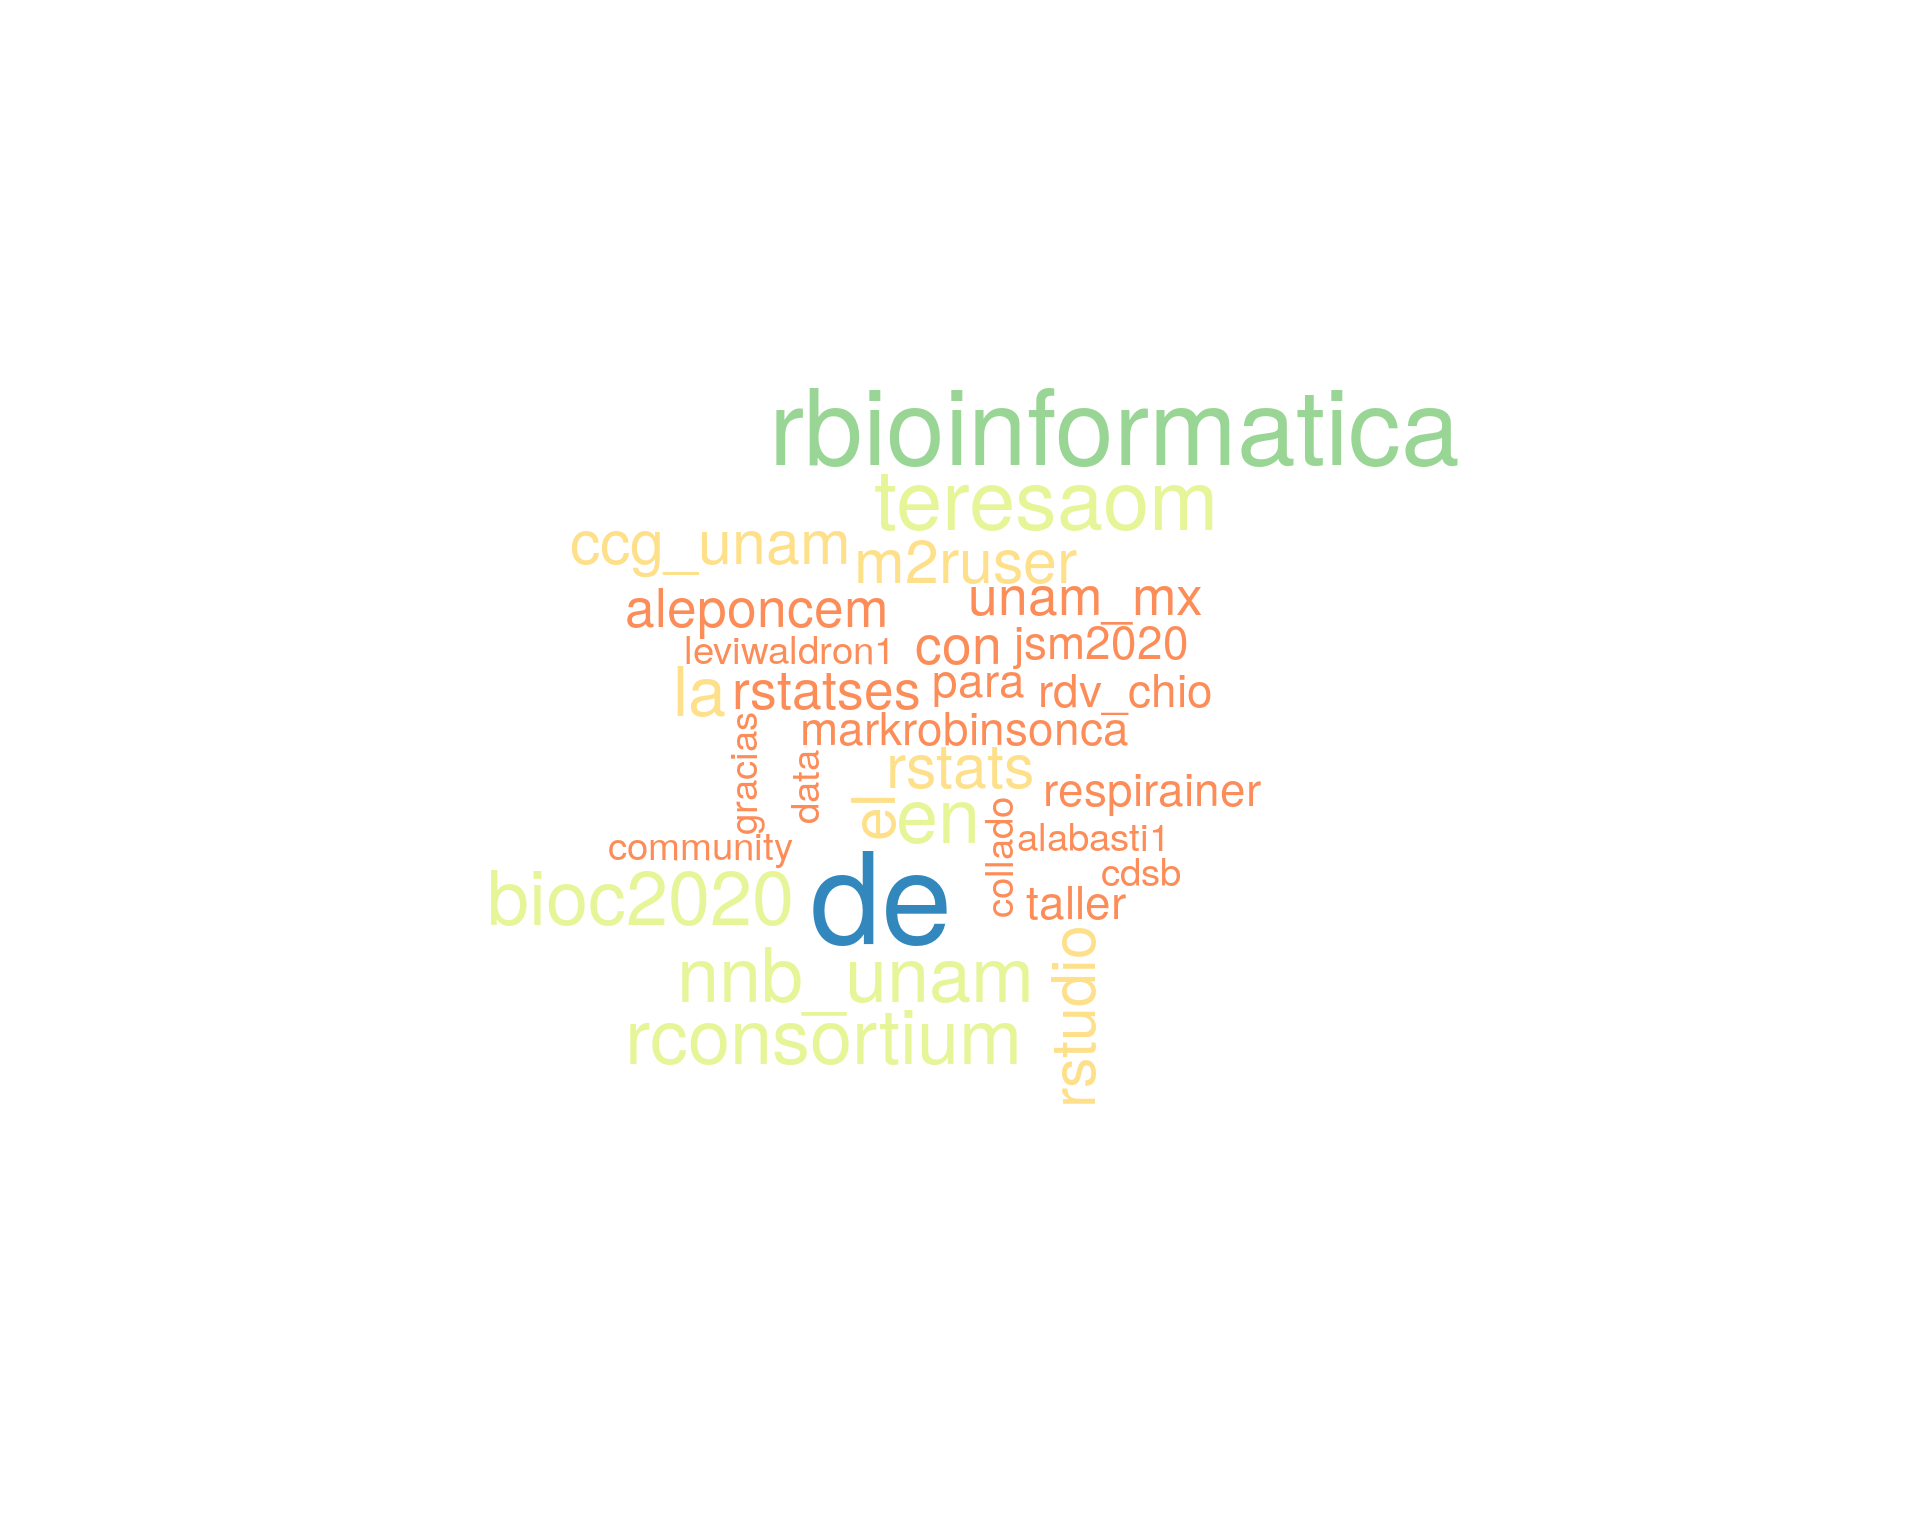 rbioinformatica
teresaom
ccg_unam
m2ruser
unam_mx
aleponcem
jsm2020
con
leviwaldron1
para
rdv_chio
rstatses
la
markrobinsonca
gracias
data
rstats
respirainer
el
en
collado
alabasti1
community
cdsb
bioc2020
de
taller
nnb_unam
rstudio
rconsortium